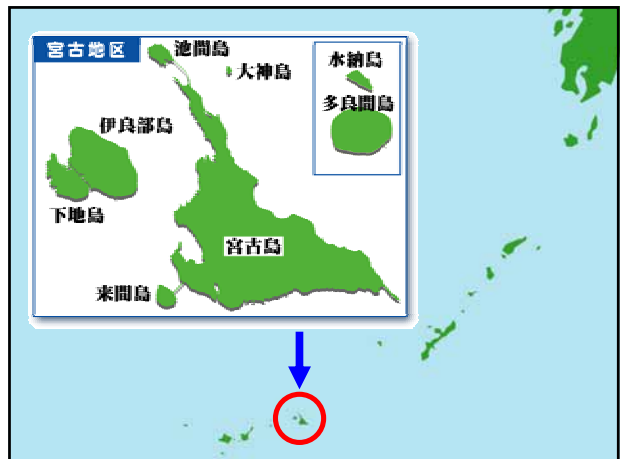 宮古地区
池間島
大神島
水納島
多良間島
伊良部島
下地島
宮古島
来間島